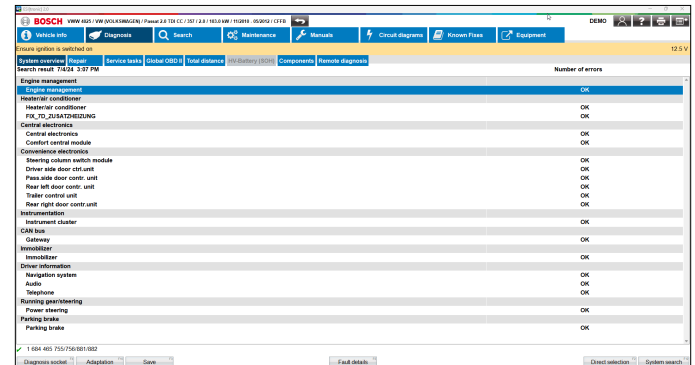 BOSCH VWW 4825 / VW (VOLKSWAGEN) / Passat 2.0 TDI CC / 357 / 2.0 / 103.0 kW / 11/2010 . 05/2012 / CFFB DEMO
Vehicle info Diagnosis Search Maintenance Manuals Circuit diagrams Known Fixes Equipment
Ensure ignition is switched on 12.5 V
System overview Repair Service tasks Global OBD II Total distance HV-Battery (SOH) Components Remote diagnosis
Search result 7/4/24 3:07 PM Number of errors
Engine management
Engine management OK
Heater/air conditioner
Heater/air conditioner OK
FIX_7D_ZUSATZHEIZUNG OK
Central electronics
Central electronics OK
Comfort central module OK
Convenience electronics
Steering column switch module OK
Driver side door ctrl.unit OK
Pass.side door contr. unit OK
Rear left door contr. unit OK
Trailer control unit OK
Rear right door contr.unit OK
Instrumentation
Instrument cluster OK
CAN bus
Gateway OK
Immobilizer
Immobilizer OK
Driver information
Navigation system OK
Audio OK
Telephone OK
Running gear/steering
Power steering OK
Parking brake
Parking brake OK
1 684 465 755/756/881/882
Diagnosis socket Adaptation Save Fault details Direct selection System search